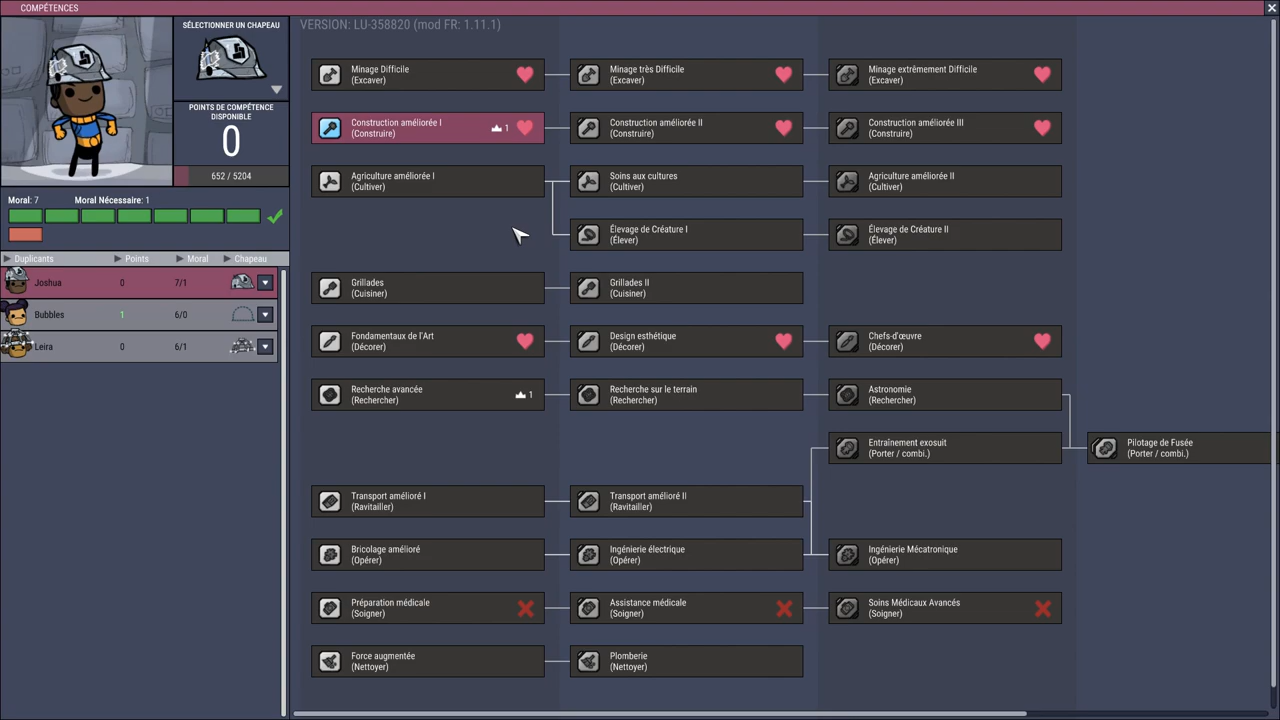 COMPÉTENCES
SÉLECTIONNER UN CHAPEAU
POINTS DE COMPÉTENCE
DISPONIBLE
0
652 / 5204
Moral: 7
Moral Nécessaire: 1
Duplicants
Points
Moral
Chapeau
Joshua
0
7/1
Bubbles
1
6/0
Leira
0
6/1
VERSION: LU-358820 (mod FR: 1.11.1)
Minage Difficile
(Excaver)
Minage très Difficile
(Excaver)
Minage extrêmement Difficile
(Excaver)
Construction améliorée I
(Construire)
1
Construction améliorée II
(Construire)
Construction améliorée III
(Construire)
Agriculture améliorée I
(Cultiver)
Soins aux cultures
(Cultiver)
Agriculture améliorée II
(Cultiver)
Élevage de Créature I
(Élever)
Élevage de Créature II
(Élever)
Grillades
(Cuisiner)
Grillades II
(Cuisiner)
Fondamentaux de l'Art
(Décorer)
Design esthétique
(Décorer)
Chefs-d'œuvre
(Décorer)
Recherche avancée
(Rechercher)
1
Recherche sur le terrain
(Rechercher)
Astronomie
(Rechercher)
Entraînement exosuit
(Porter / combi.)
Pilotage de Fusée
(Porter / combi.)
Transport amélioré I
(Ravitailler)
Transport amélioré II
(Ravitailler)
Bricolage amélioré
(Opérer)
Ingénierie électrique
(Opérer)
Ingénierie Mécatronique
(Opérer)
Préparation médicale
(Soigner)
Assistance médicale
(Soigner)
Soins Médicaux Avancés
(Soigner)
Force augmentée
(Nettoyer)
Plomberie
(Nettoyer)